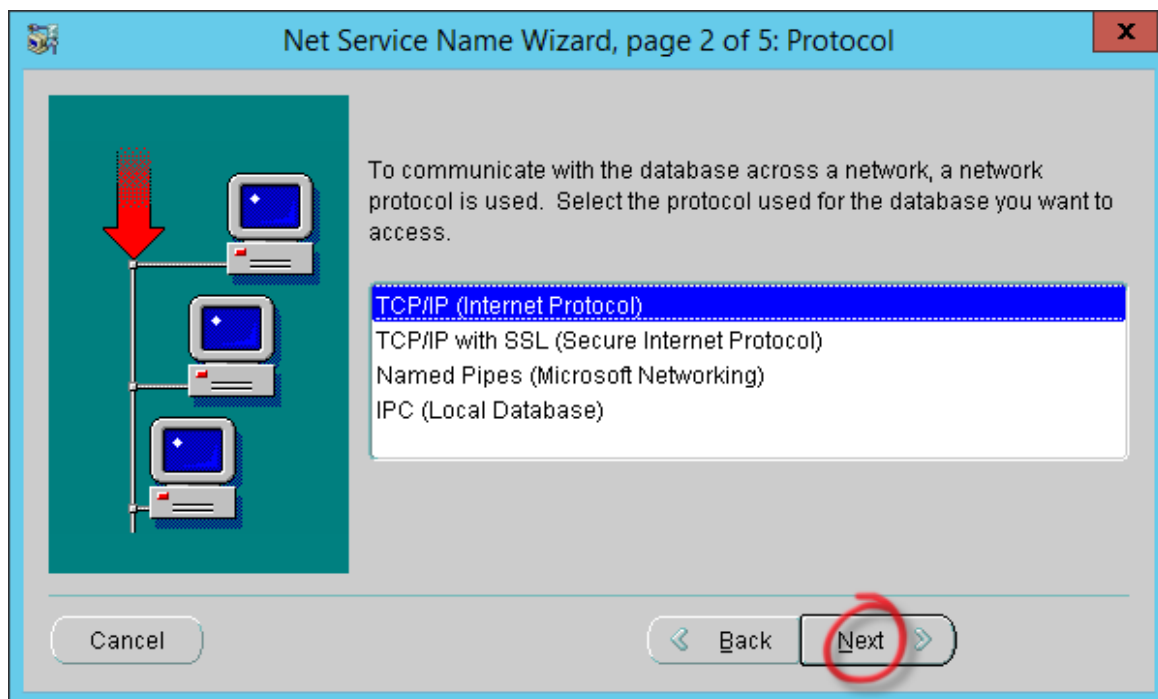 Net Service Name Wizard, page 2 of 5: Protocol
x
To communicate with the database across a network, a network
protocol is used.  Select the protocol used for the database you want to
access.
TCP/IP (Internet Protocol)
TCP/IP with SSL (Secure Internet Protocol)
Named Pipes (Microsoft Networking)
IPC (Local Database)
Cancel
Back
Next